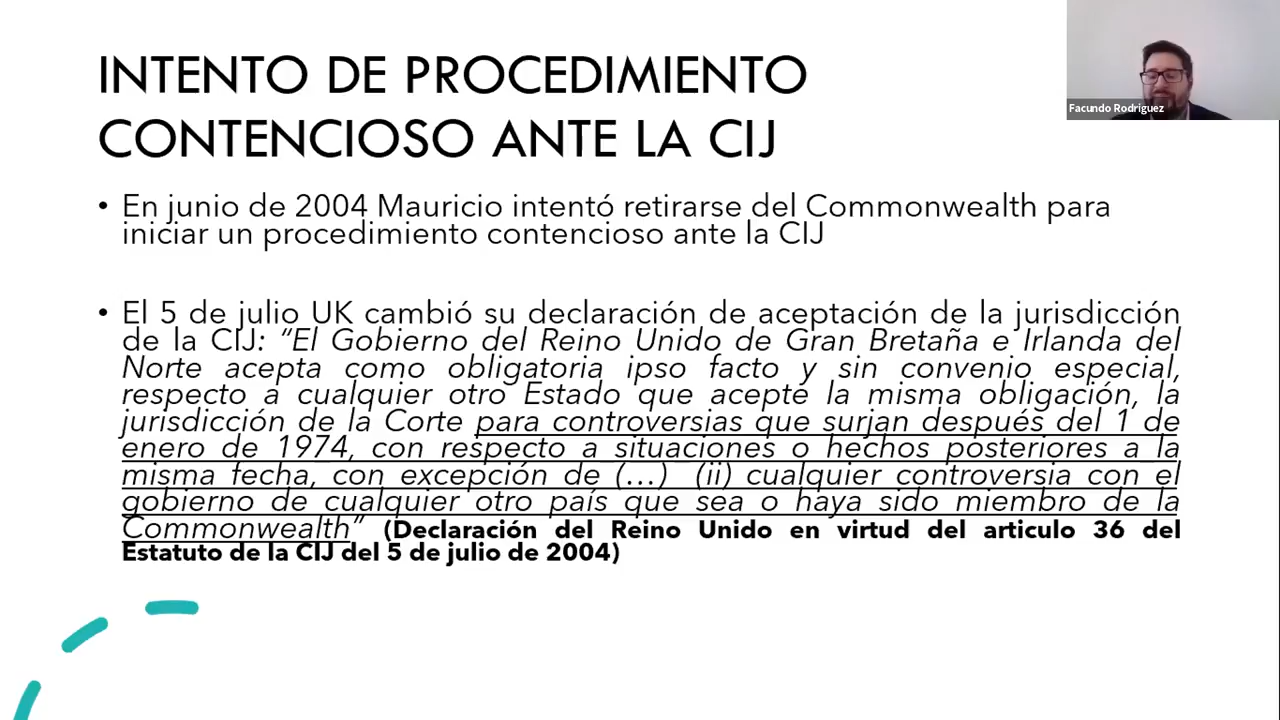 INTENTO DE PROCEDIMIENTO
CONTENCIOSO ANTE LA CIJ
Facundo Rodriguez
• En junio de 2004 Mauricio intentó retirarse del Commonwealth para
iniciar un procedimiento contencioso ante la CIJ
• El 5 de julio UK cambió su declaración de aceptación de la jurisdicción
de la CIJ: “El Gobierno del Reino Unido de Gran Bretaña e Irlanda del
Norte acepta como obligatoria ipso facto y sin convenio especial,
respecto a cualquier otro Estado que acepte la misma obligación, la
jurisdicción de la Corte para controversias que surjan después del 1 de
enero de 1974, con respecto a situaciones o hechos posteriores a la
misma fecha, con excepción de (…) (ii) cualquier controversia con el
gobierno de cualquier otro país que sea o haya sido miembro de la
Commonwealth” (Declaración del Reino Unido en virtud del articulo 36 del
Estatuto de la CIJ del 5 de julio de 2004)